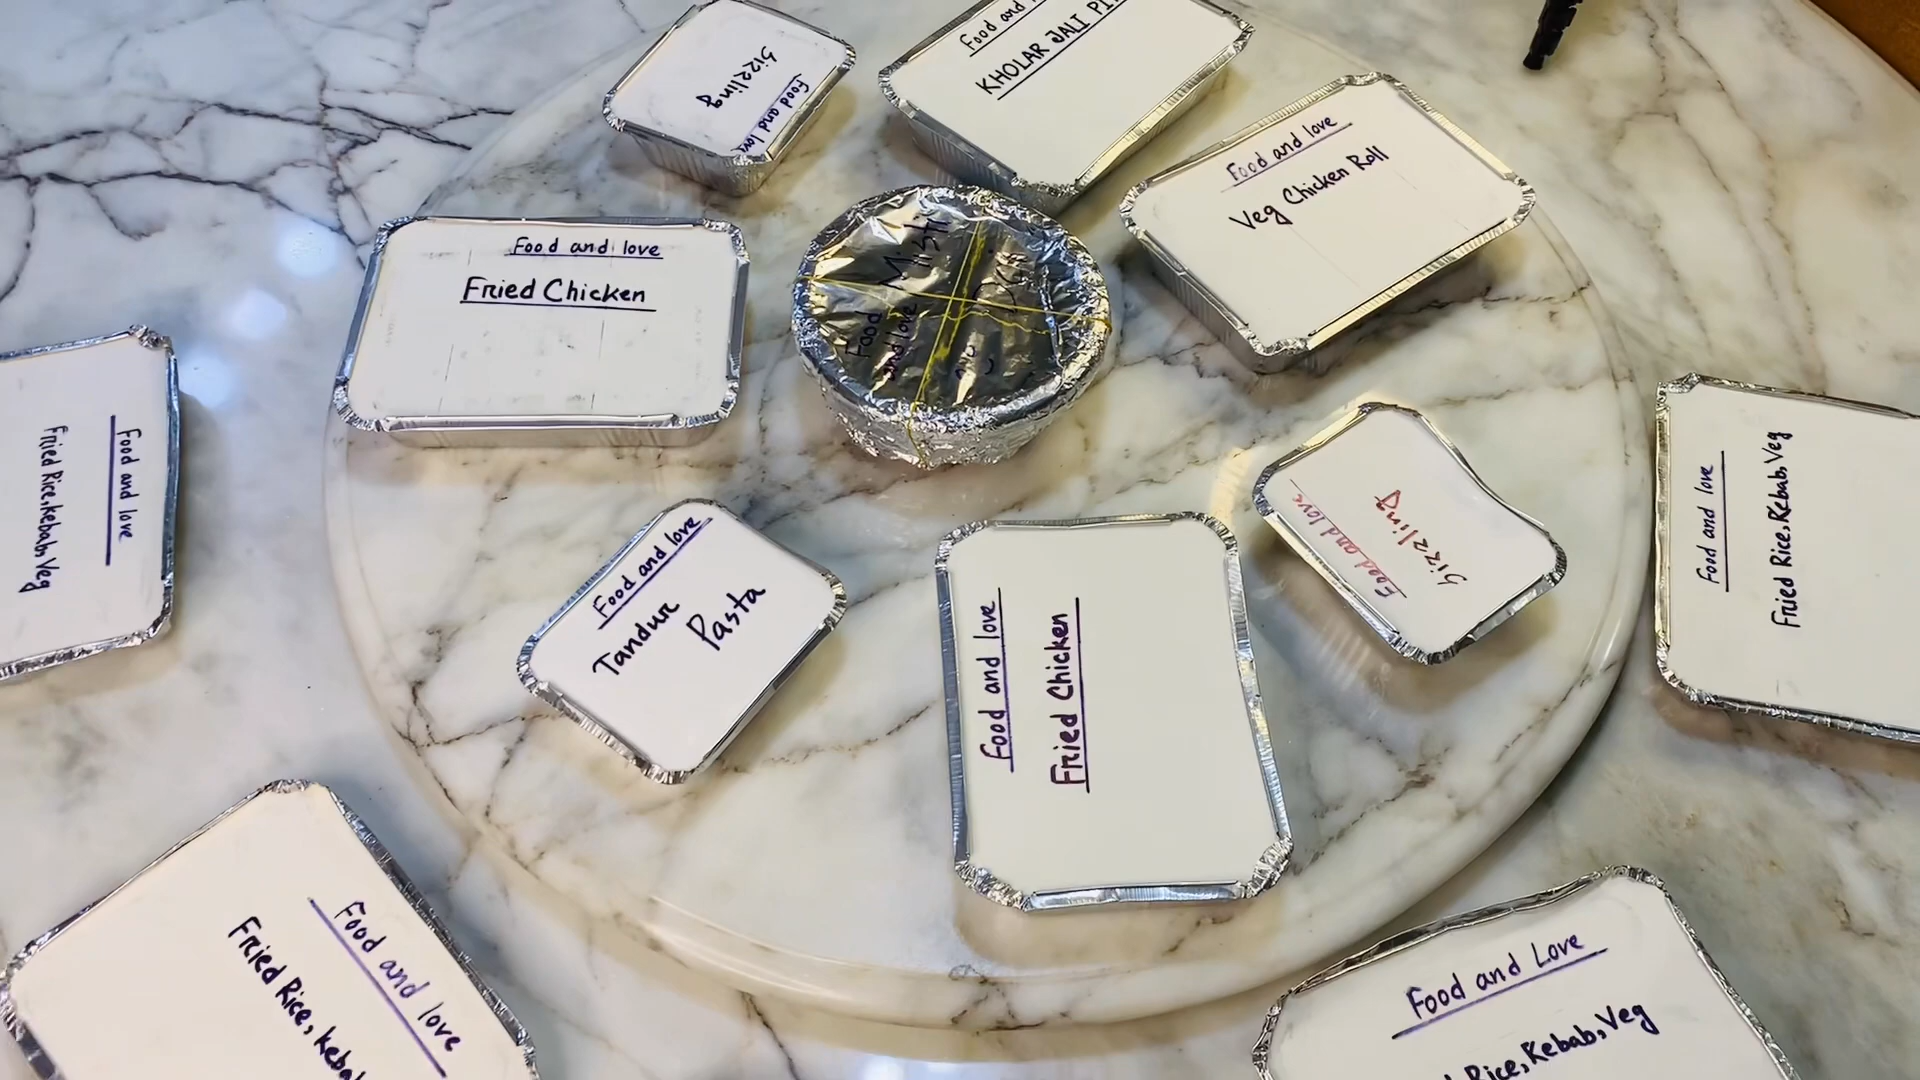 Food and love
Sizzling
Food and
KHOLAR JALI PI
Food and love
Veg Chicken Roll
Food and love
Fried Chicken
Food and love
Misti
Doi
Food and love
Fried Rice, kebab, Veg
Food and love
Tandur
Pasta
Food and love
Fried Chicken
Food and love
Sizzling
Food and love
Fried Rice, Kebab, Veg
Food and love
Fried Rice, kebab
Food and Love
Rice, Kebab, Veg